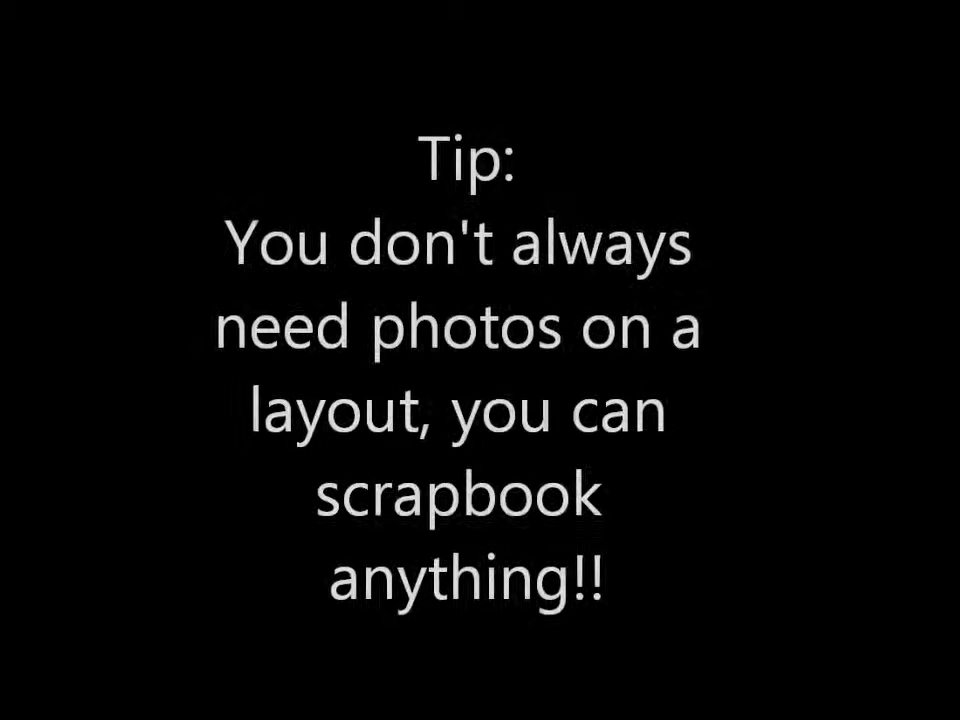 Tip:
You don't always
need photos on a
layout, you can
scrapbook
anything!!